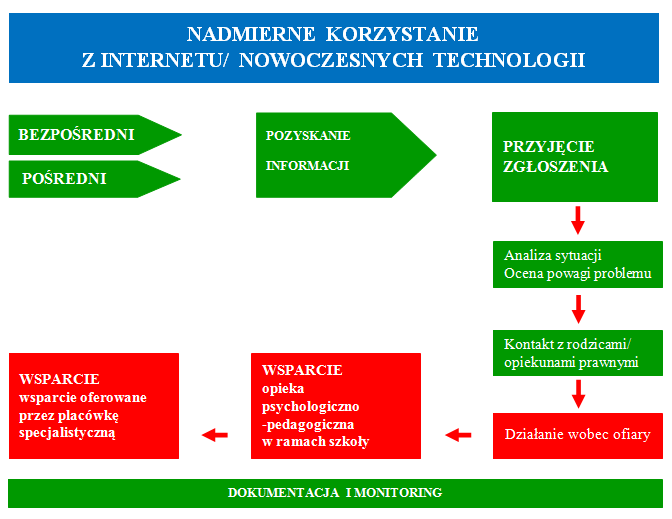 NADMIERNE KORZYSTANIE
Z INTERNETU/ NOWOCZESNYCH TECHNOLOGII
BEZPOŚREDNI
POŚREDNI
POZYSKANIE
INFORMACJI
PRZYJĘCIE
ZGŁOSZENIA
Analiza sytuacji
Ocena powagi problemu
Kontakt z rodzicami/
opiekunami prawnymi
Działanie wobec ofiary
WSPARCIE
opieka
psychologiczno
-pedagogiczna
w ramach szkoły
WSPARCIE
wsparcie oferowane
przez placówkę
specjalistyczną
DOKUMENTACJA I MONITORING